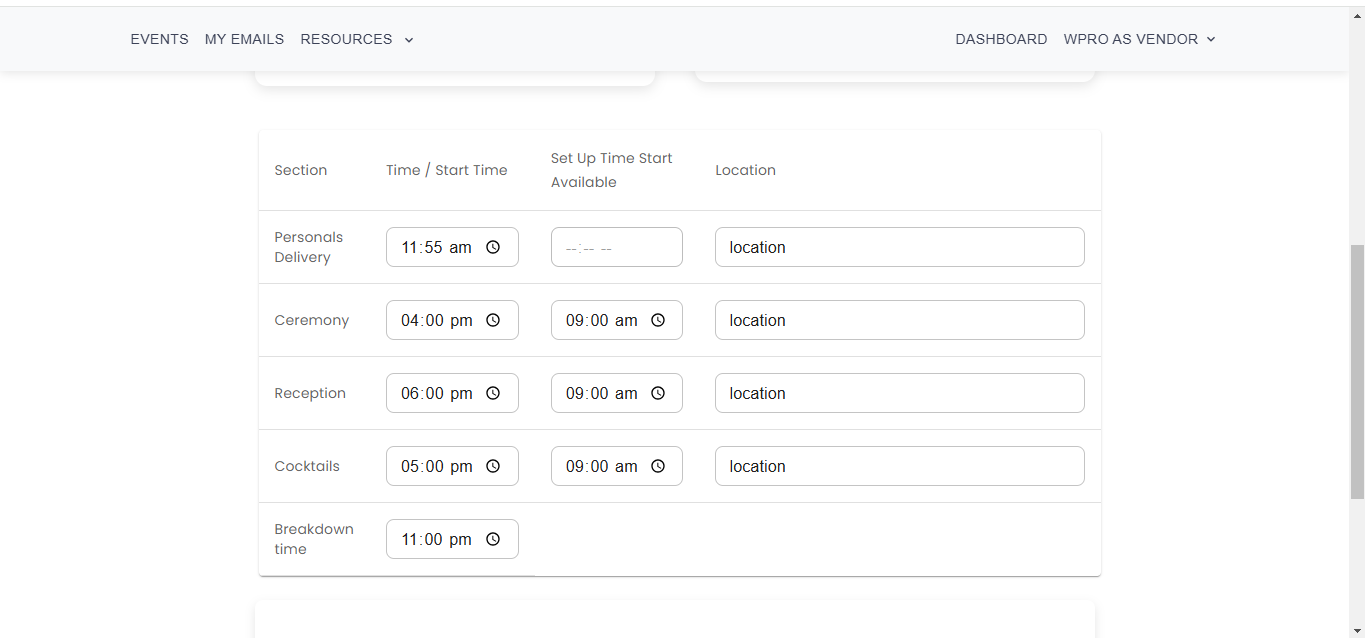 EVENTS MY EMAILS RESOURCES DASHBOARD WPRO AS VENDOR
Section Time / Start Time Set Up Time Start Available Location
Personals Delivery 11:55 am --:-- -- location
Ceremony 04:00 pm 09:00 am location
Reception 06:00 pm 09:00 am location
Cocktails 05:00 pm 09:00 am location
Breakdown time 11:00 pm